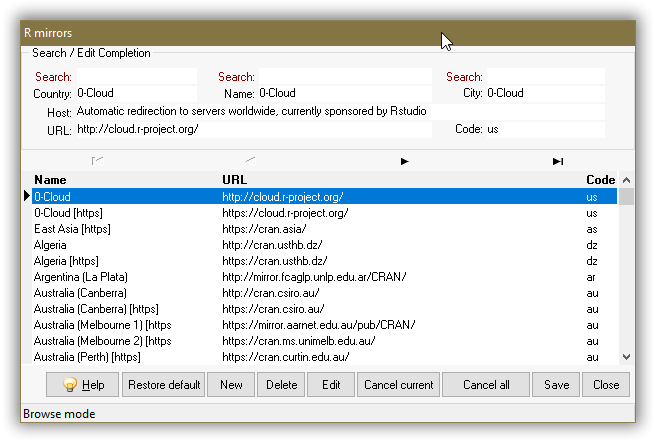 R mirrors
Search / Edit Completion
Search: Search: Search:
Country: 0-Cloud Name: 0-Cloud City: 0-Cloud
Host: Automatic redirection to servers worldwide, currently sponsored by Rstudio
URL: http://cloud.r-project.org/ Code: us
Name URL Code
0-Cloud http://cloud.r-project.org/ us
0-Cloud [https] https://cloud.r-project.org/ us
East Asia [https] https://cran.asia/ as
Algeria http://cran.usthb.dz/ dz
Algeria [https] https://cran.usthb.dz/ dz
Argentina (La Plata) http://mirror.fcaglp.unlp.edu.ar/CRAN/ ar
Australia (Canberra) http://cran.csiro.au/ au
Australia (Canberra) [https] https://cran.csiro.au/ au
Australia (Melbourne 1) [https https://mirror.aarnet.edu.au/pub/CRAN/ au
Australia (Melbourne 2) [https https://cran.ms.unimelb.edu.au/ au
Australia (Perth) [https] https://cran.curtin.edu.au/ au
Help Restore default New Delete Edit Cancel current Cancel all Save Close
Browse mode